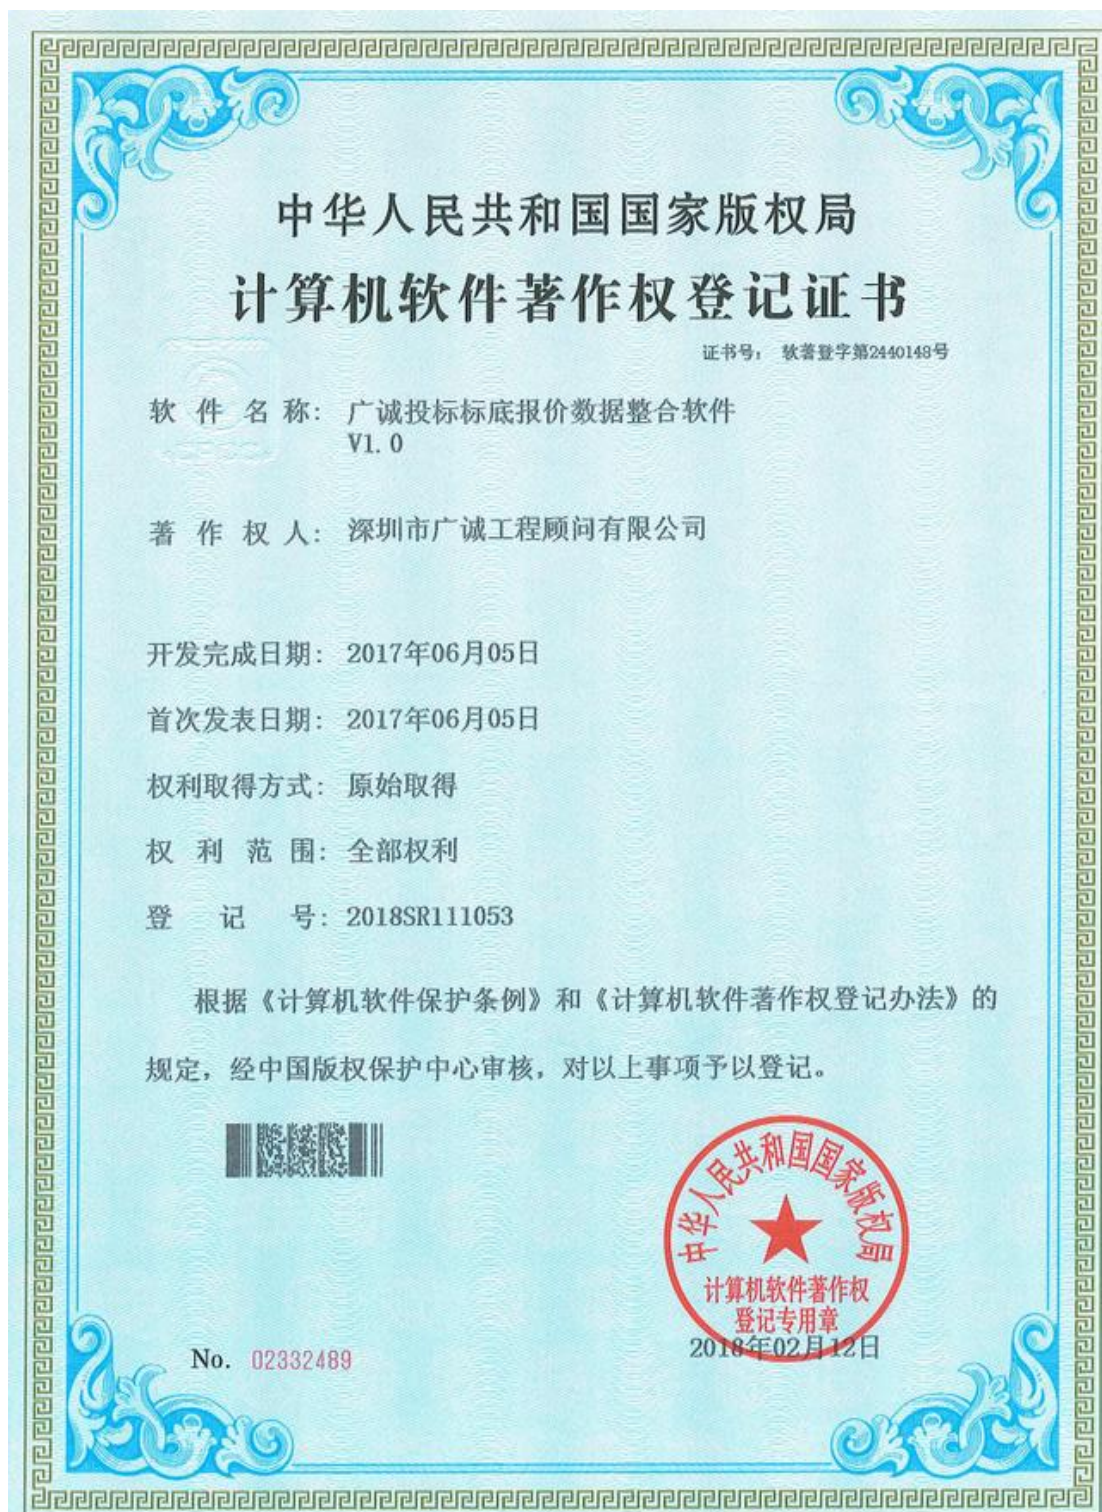 中华人民共和国国家版权局
计算机软件著作权登记证书
证书号： 软著登字第2440148号
软件名称： 广诚投标标底报价数据整合软件
V1.0
著作权人： 深圳市广诚工程顾问有限公司
开发完成日期： 2017年06月05日
首次发表日期： 2017年06月05日
权利取得方式： 原始取得
权利范围： 全部权利
登记号： 2018SR111053
根据《计算机软件保护条例》和《计算机软件著作权登记办法》的
规定，经中国版权保护中心审核，对以上事项予以登记。
中华人民共和国国家版权局
计算机软件著作权
登记专用章
2018年02月12日
No. 02332489